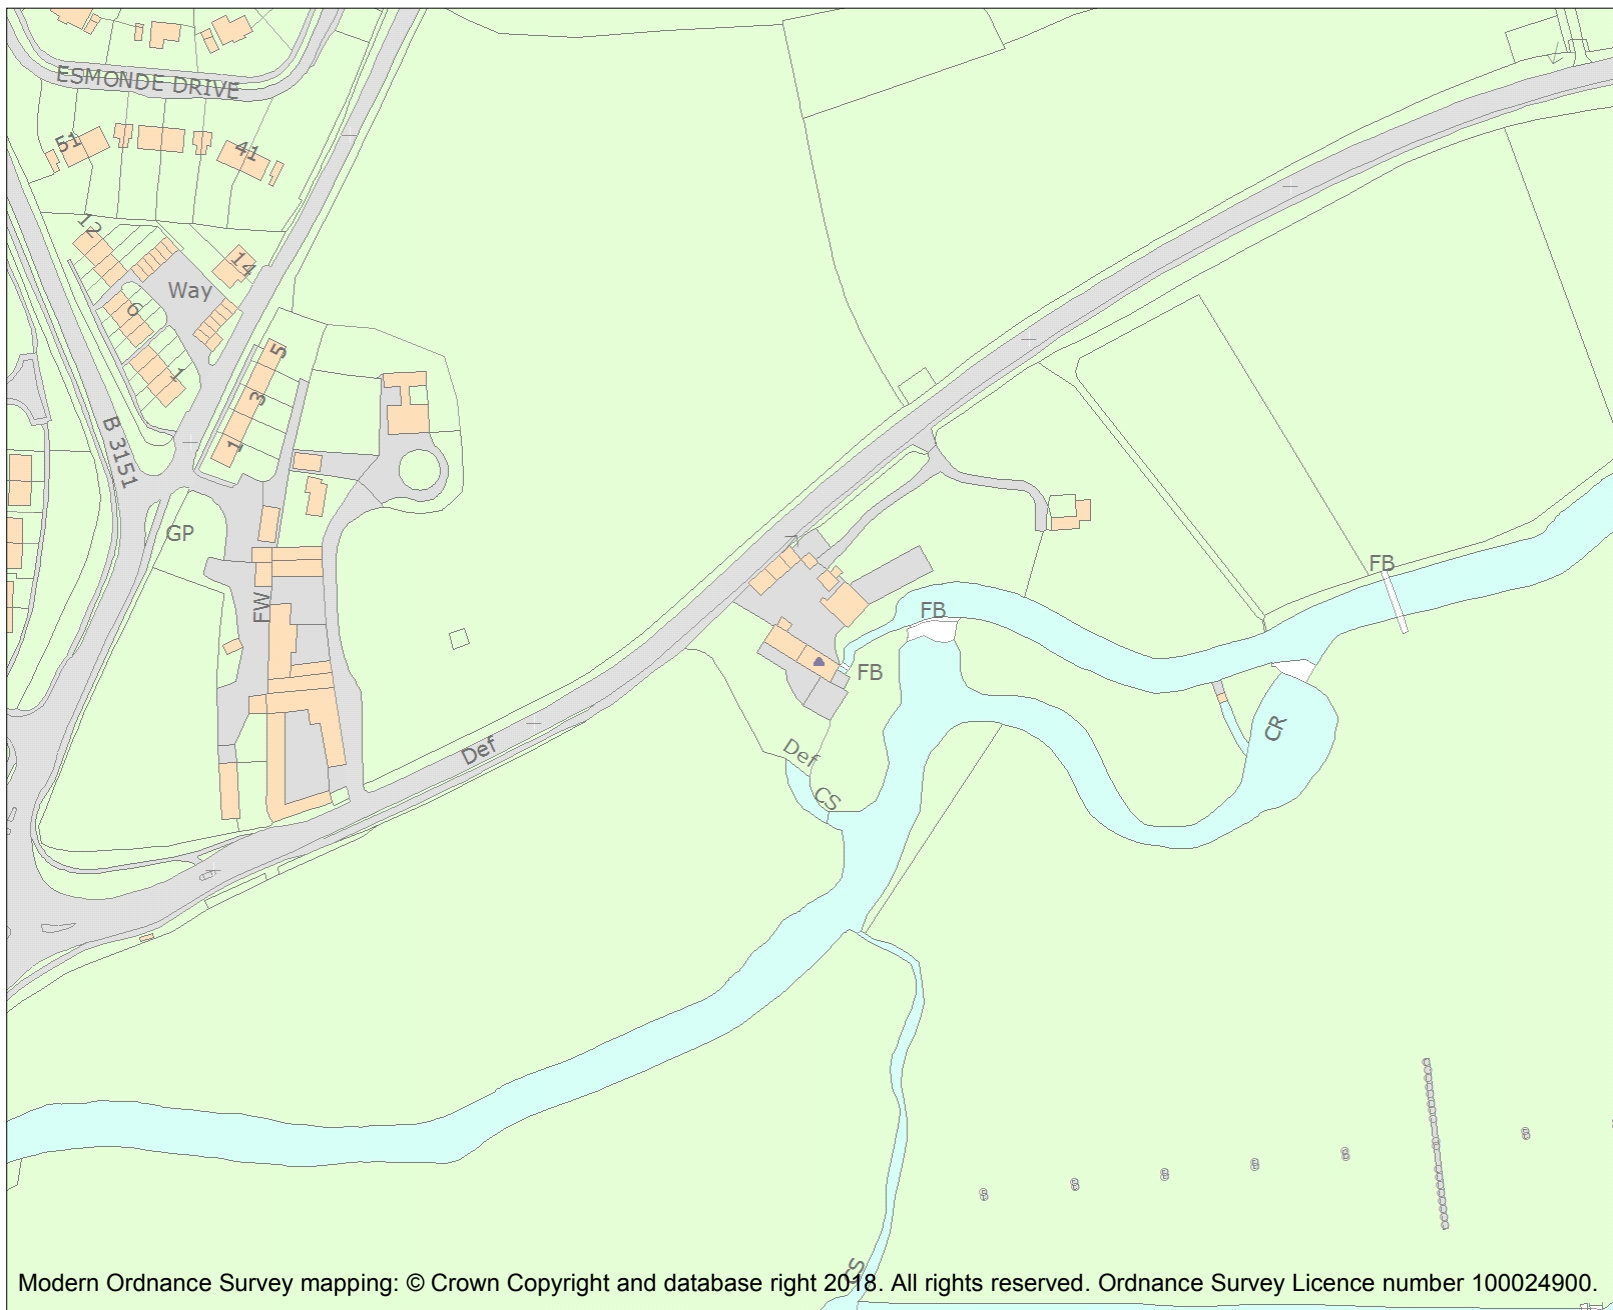 ESMONDE DRIVE
51
41
12
14
Way
6
1
5
3
1
B 3151
GP
FW
FB
FB
FB
CR
Def
Def
CS
CS
Modern Ordnance Survey mapping: © Crown Copyright and database right 2018. All rights reserved. Ordnance Survey Licence number 100024900.